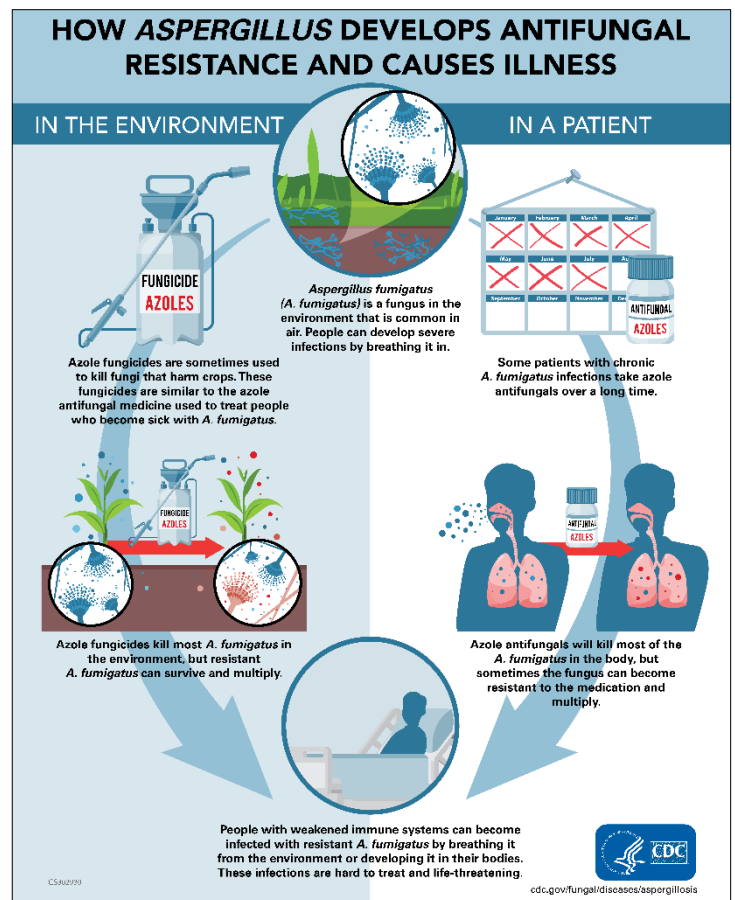 HOW ASPERGILLUS DEVELOPS ANTIFUNGAL
RESISTANCE AND CAUSES ILLNESS
IN THE ENVIRONMENT
IN A PATIENT
FUNGICIDE
AZOLES
Azole fungicides are sometimes used
to kill fungi that harm crops. These
fungicides are similar to the azole
antifungal medicine used to treat people
who become sick with A. fumigatus.
Aspergillus fumigatus
(A. fumigatus) is a fungus in the
environment that is common in
air. People can develop severe
infections by breathing it in.
January February March April
May June July Au
September October November De
ANTIFUNGAL
AZOLES
Some patients with chronic
A. fumigatus infections take azole
antifungals over a long time.
FUNGICIDE
AZOLES
Azole fungicides kill most A. fumigatus in
the environment, but resistant
A. fumigatus can survive and multiply.
ANTIFUNGAL
AZOLES
Azole antifungals will kill most of the
A. fumigatus in the body, but
sometimes the fungus can become
resistant to the medication and
multiply.
People with weakened immune systems can become
infected with resistant A. fumigatus by breathing it
from the environment or developing it in their bodies.
These infections are hard to treat and life-threatening.
CDC
cdc.gov/fungal/diseases/aspergillosis